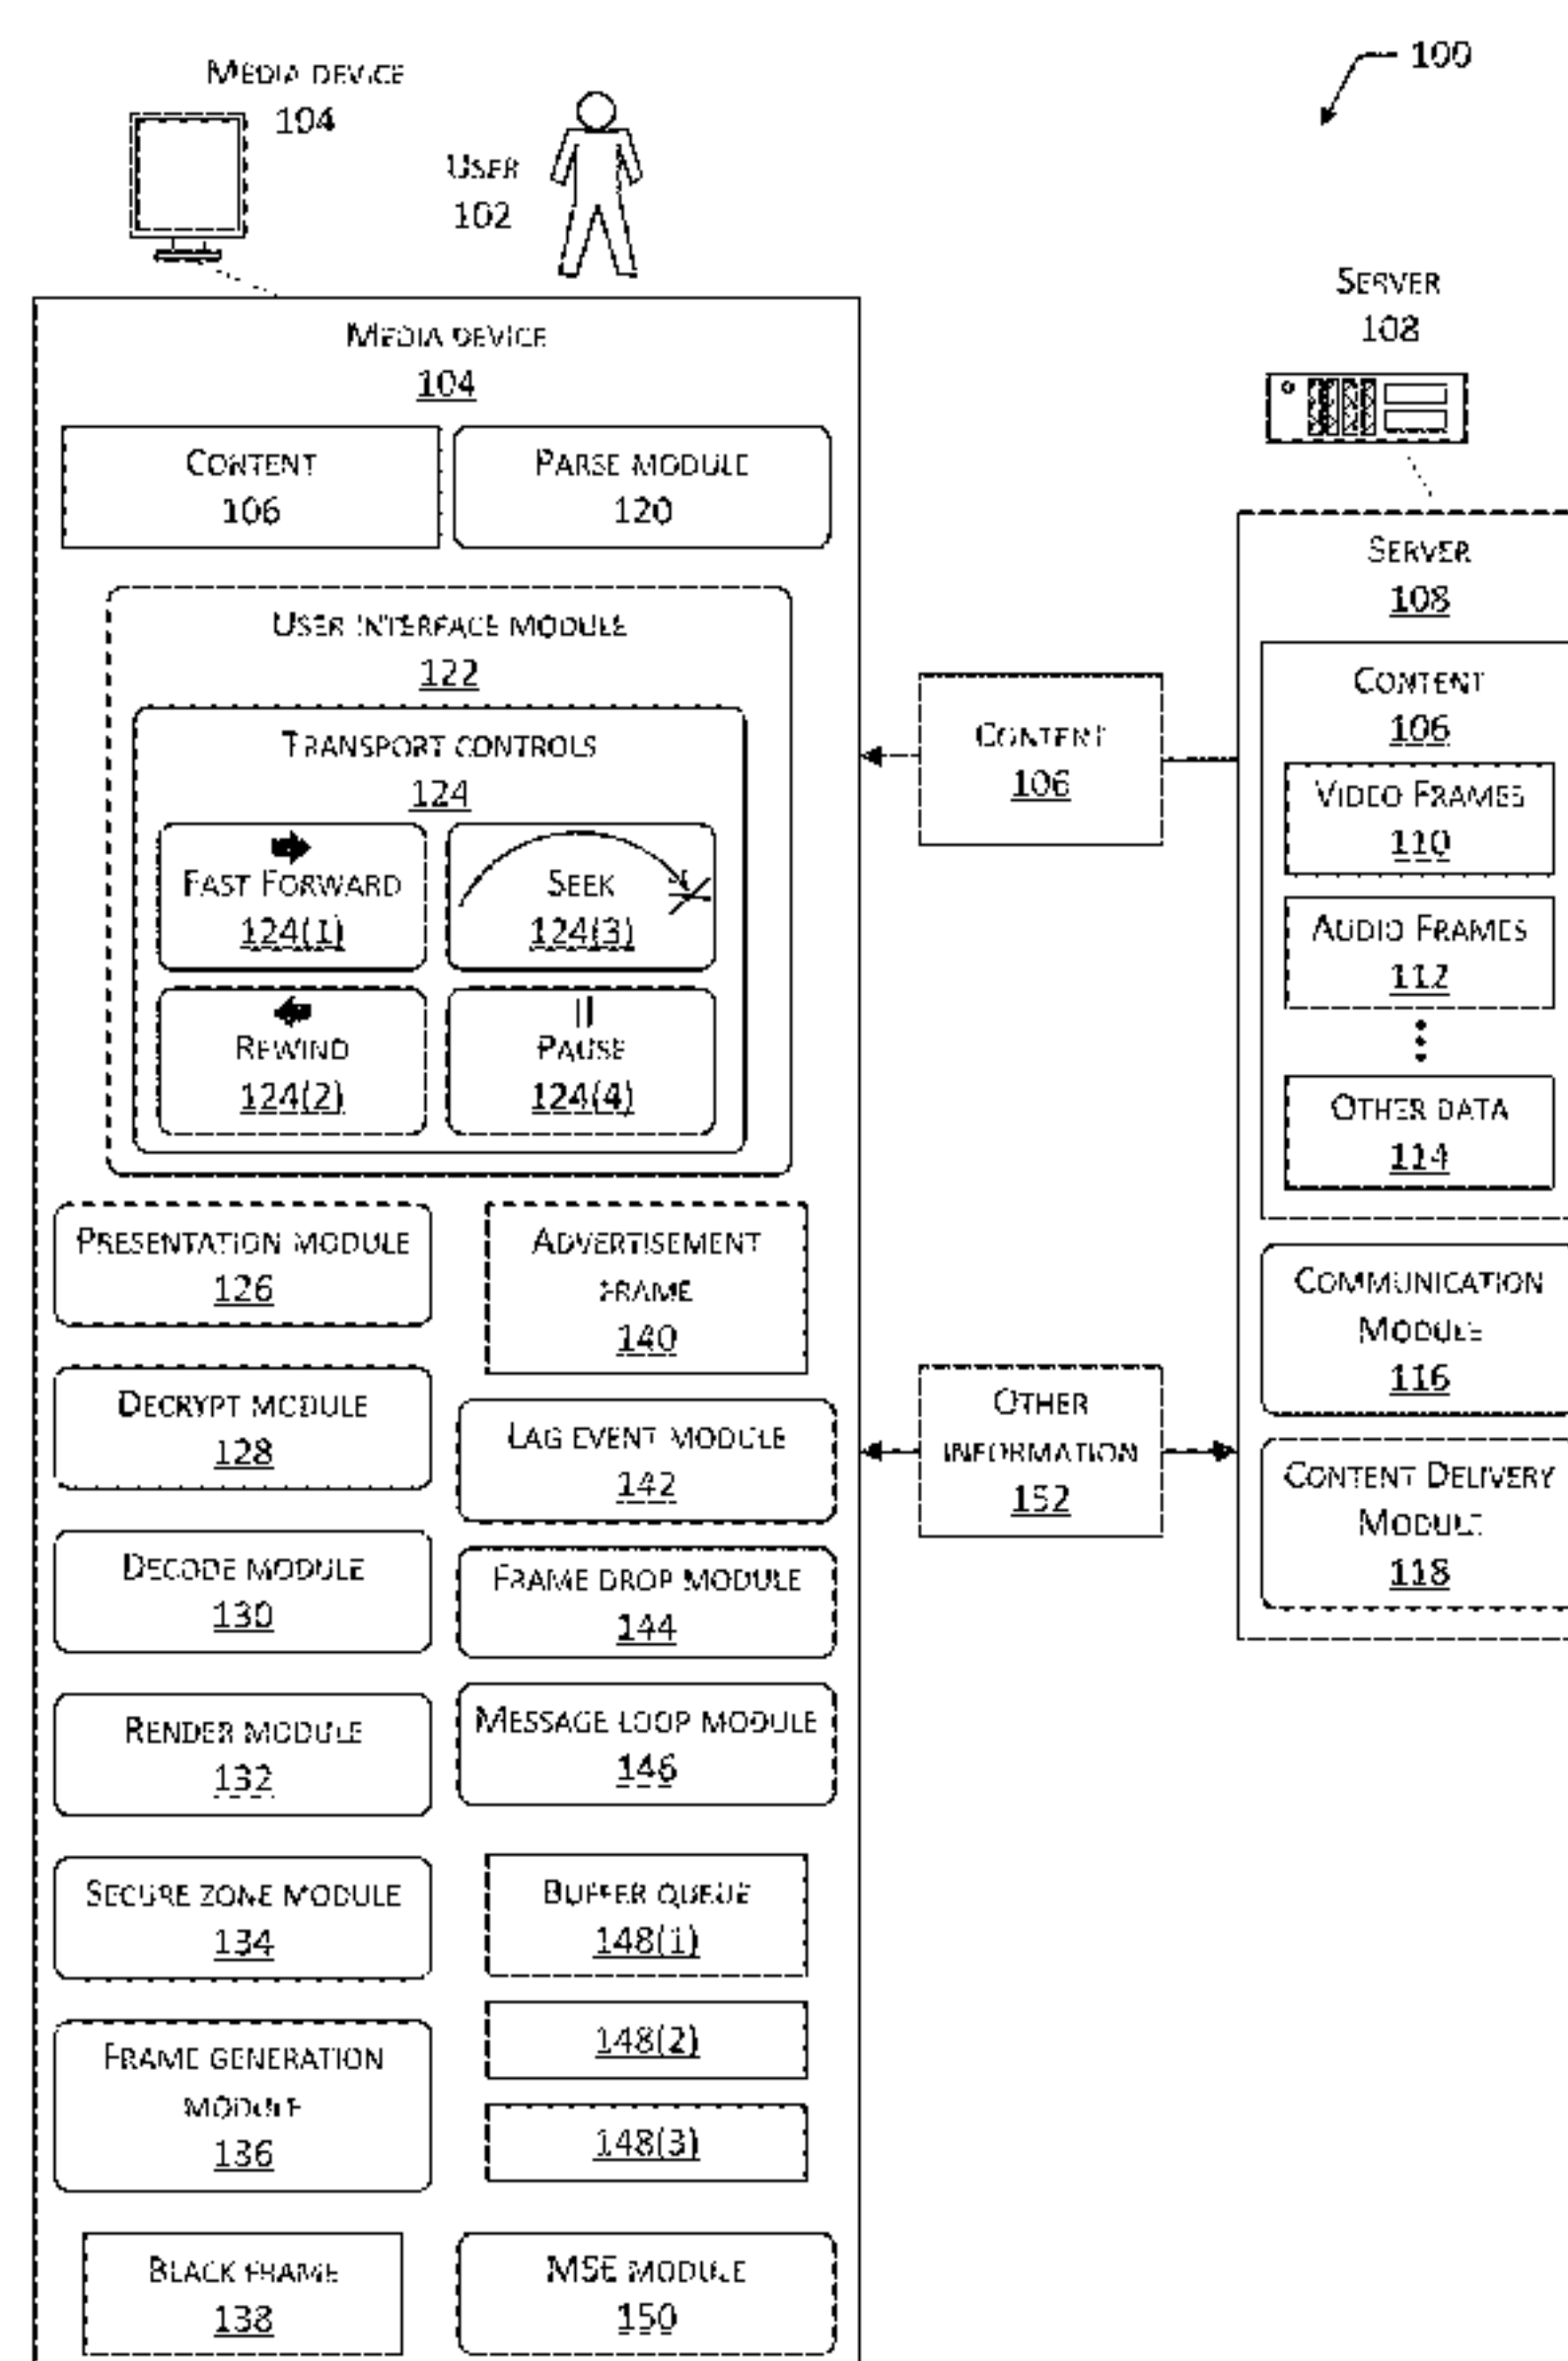 100
MEDIA DEVICE
104
USER
102
SERVER
108
MEDIA DEVICE
104
CONTENT
106
PARSE MODULE
120
USER INTERFACE MODULE
122
TRANSPORT CONTROLS
124
FAST FORWARD
124(1)
SEEK
124(3)
REWIND
124(2)
PAUSE
124(4)
PRESENTATION MODULE
126
ADVERTISEMENT
FRAME
140
DECRYPT MODULE
128
LAG EVENT MODULE
142
DECODE MODULE
130
FRAME DROP MODULE
144
RENDER MODULE
132
MESSAGE LOOP MODULE
146
SECURE ZONE MODULE
134
BUFFER QUEUE
148(1)
148(2)
148(3)
FRAME GENERATION
MODULE
136
BLACK FRAME
138
MSE MODULE
150
CONTENT
106
OTHER
INFORMATION
152
SERVER
108
CONTENT
106
VIDEO FRAMES
110
AUDIO FRAMES
112
OTHER DATA
114
COMMUNICATION
MODULE
116
CONTENT DELIVERY
MODULE
118